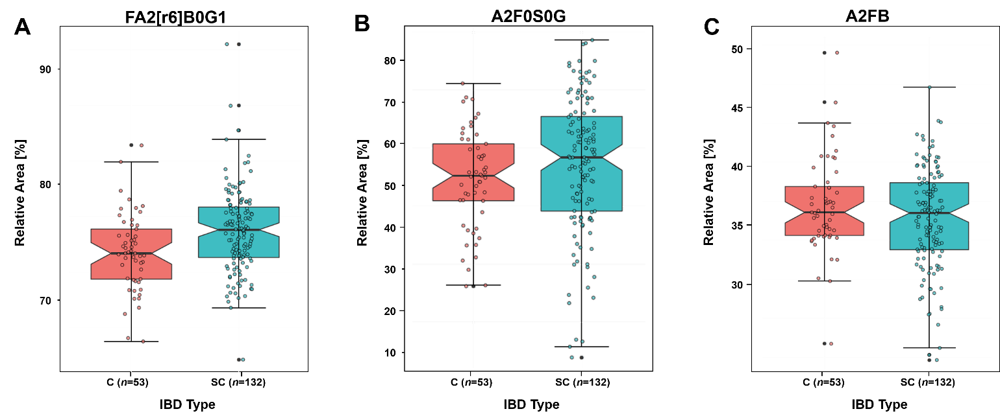 A
FA2[r6]B0G1
Relative Area [%]
90
80
70
C (n=53)
SC (n=132)
IBD Type
B
A2F0S0G
Relative Area [%]
80
70
60
50
40
30
20
10
C (n=53)
SC (n=132)
IBD Type
C
A2FB
Relative Area [%]
50
45
40
35
30
C (n=53)
SC (n=132)
IBD Type